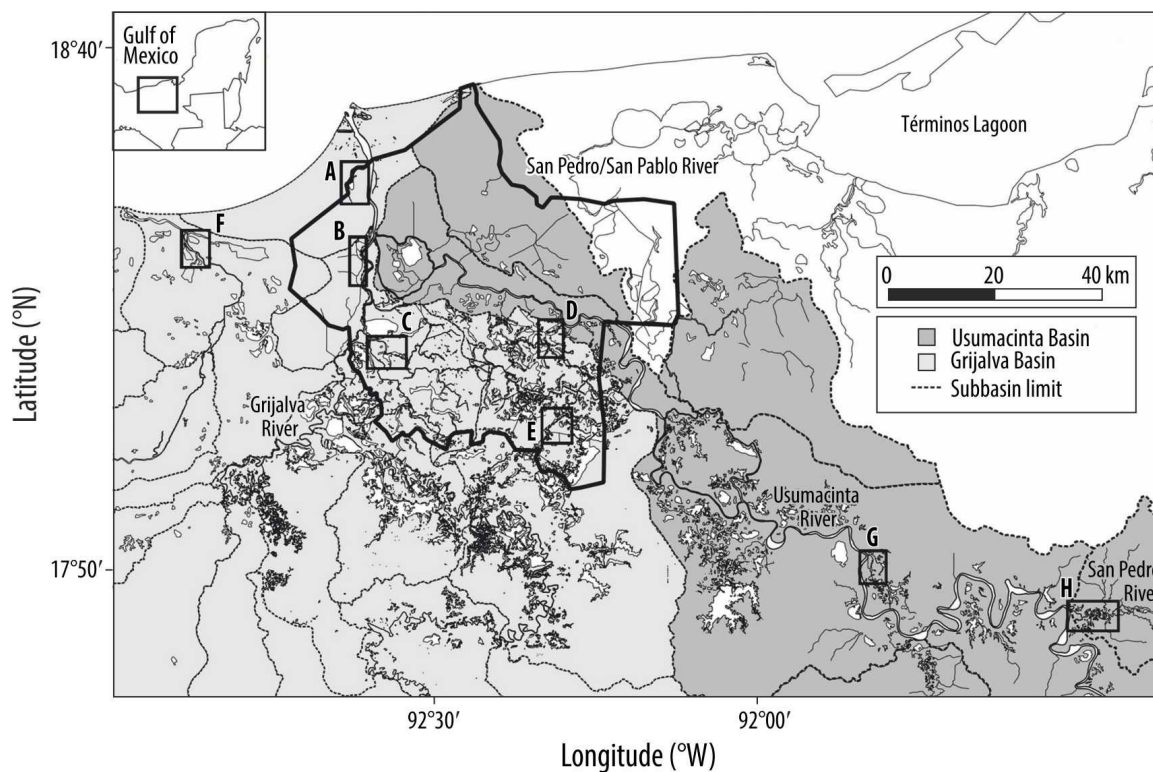 Gulf of
Mexico
18°40′
Términos Lagoon
San Pedro/San Pablo River
A
F
B
0 20 40 km
D
C
Usumacinta Basin
Grijalva Basin
Subbasin limit
Latitude (°N)
Grijalva
River
E
Usumacinta
River
G
17°50′
San Pedro
River
H
92°30′
92°00′
Longitude (°W)